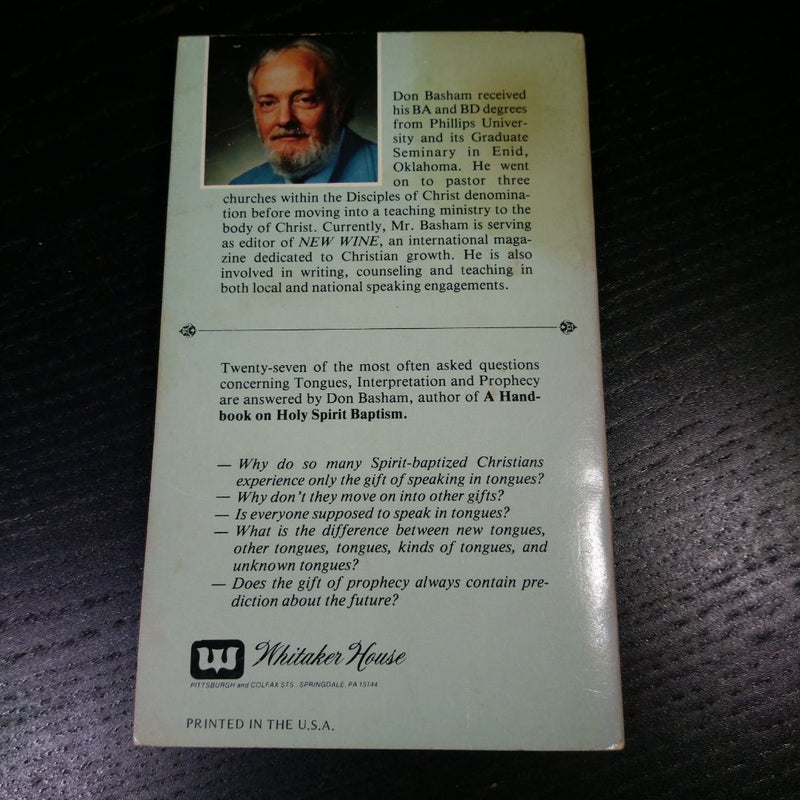 Don Basham received
his BA and BD degrees
from Phillips Univer-
sity and its Graduate
Seminary in Enid,
Oklahoma. He went
on to pastor three
churches within the Disciples of Christ denomina-
tion before moving into a teaching ministry to the
body of Christ. Currently, Mr. Basham is serving
as editor of NEW WINE, an international maga-
zine dedicated to Christian growth. He is also
involved in writing, counseling and teaching in
both local and national speaking engagements.
Twenty-seven of the most often asked questions
concerning Tongues, Interpretation and Prophecy
are answered by Don Basham, author of A Hand-
book on Holy Spirit Baptism.
— Why do so many Spirit-baptized Christians
experience only the gift of speaking in tongues?
— Why don't they move on into other gifts?
— Is everyone supposed to speak in tongues?
— What is the difference between new tongues,
other tongues, tongues, kinds of tongues, and
unknown tongues?
— Does the gift of prophecy always contain pre-
diction about the future?
W Whitaker House
PITTSBURGH and COLFAX STS., SPRINGDALE, PA 15144
PRINTED IN THE U.S.A.